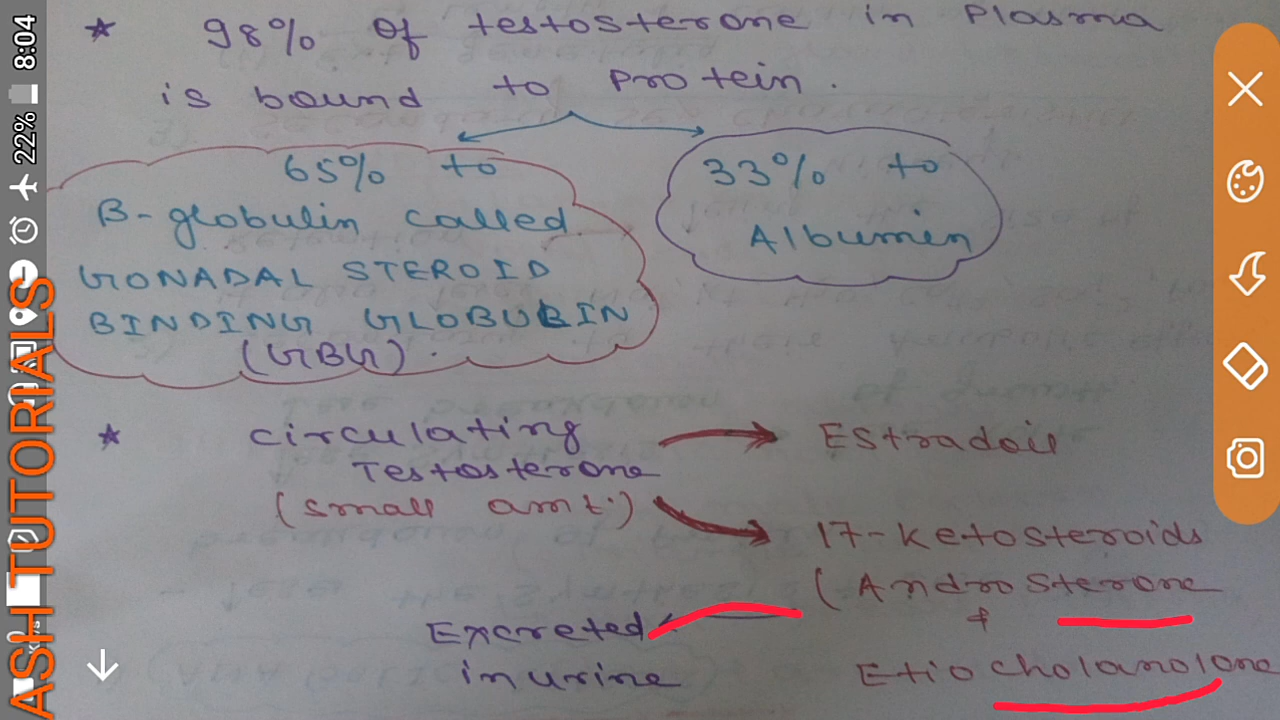 * 98% of testosterone in Plasma
is bound to Protein.
65% to
B-globulin called
GONADAL STEROID
BINDING GLOBULIN
(GBG).
33% to
Albumin
* circulating
Testosterone
(small amt.)
Estradoil
17-Ketosteroids
(Androsterone
&
Etiocholanolone
Excreted
in urine
8:04
22%
ASH TUTORIALS